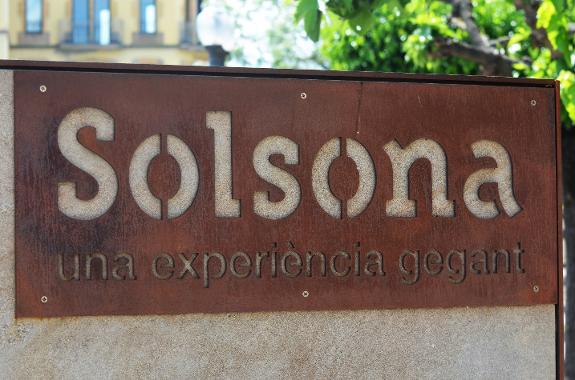 Solsona
una experiència gegant